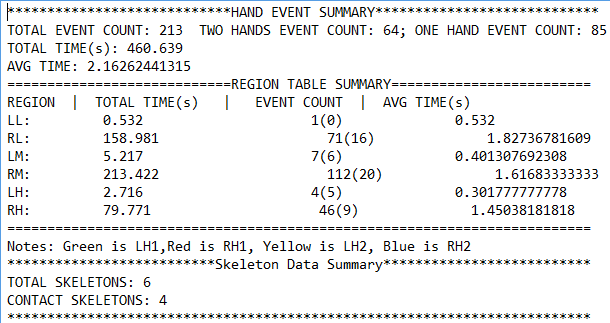 ****************************HAND EVENT SUMMARY****************************
TOTAL EVENT COUNT: 213  TWO HANDS EVENT COUNT: 64; ONE HAND EVENT COUNT: 85
TOTAL TIME(s): 460.639
AVG TIME: 2.16262441315
============================REGION TABLE SUMMARY=========================
REGION  |  TOTAL TIME(s)   |   EVENT COUNT  |  AVG TIME(s)
LL:         0.532                     1(0)             0.532
RL:         158.981                     71(16)               1.82736781609
LM:         5.217                     7(6)             0.401307692308
RM:         213.422                     112(20)               1.61683333333
LH:         2.716                     4(5)             0.301777777778
RH:         79.771                     46(9)              1.45038181818
=========================================================================
Notes: Green is LH1,Red is RH1, Yellow is LH2, Blue is RH2
**************************Skeleton Data Summary**************************
TOTAL SKELETONS: 6
CONTACT SKELETONS: 4
*************************************************************************